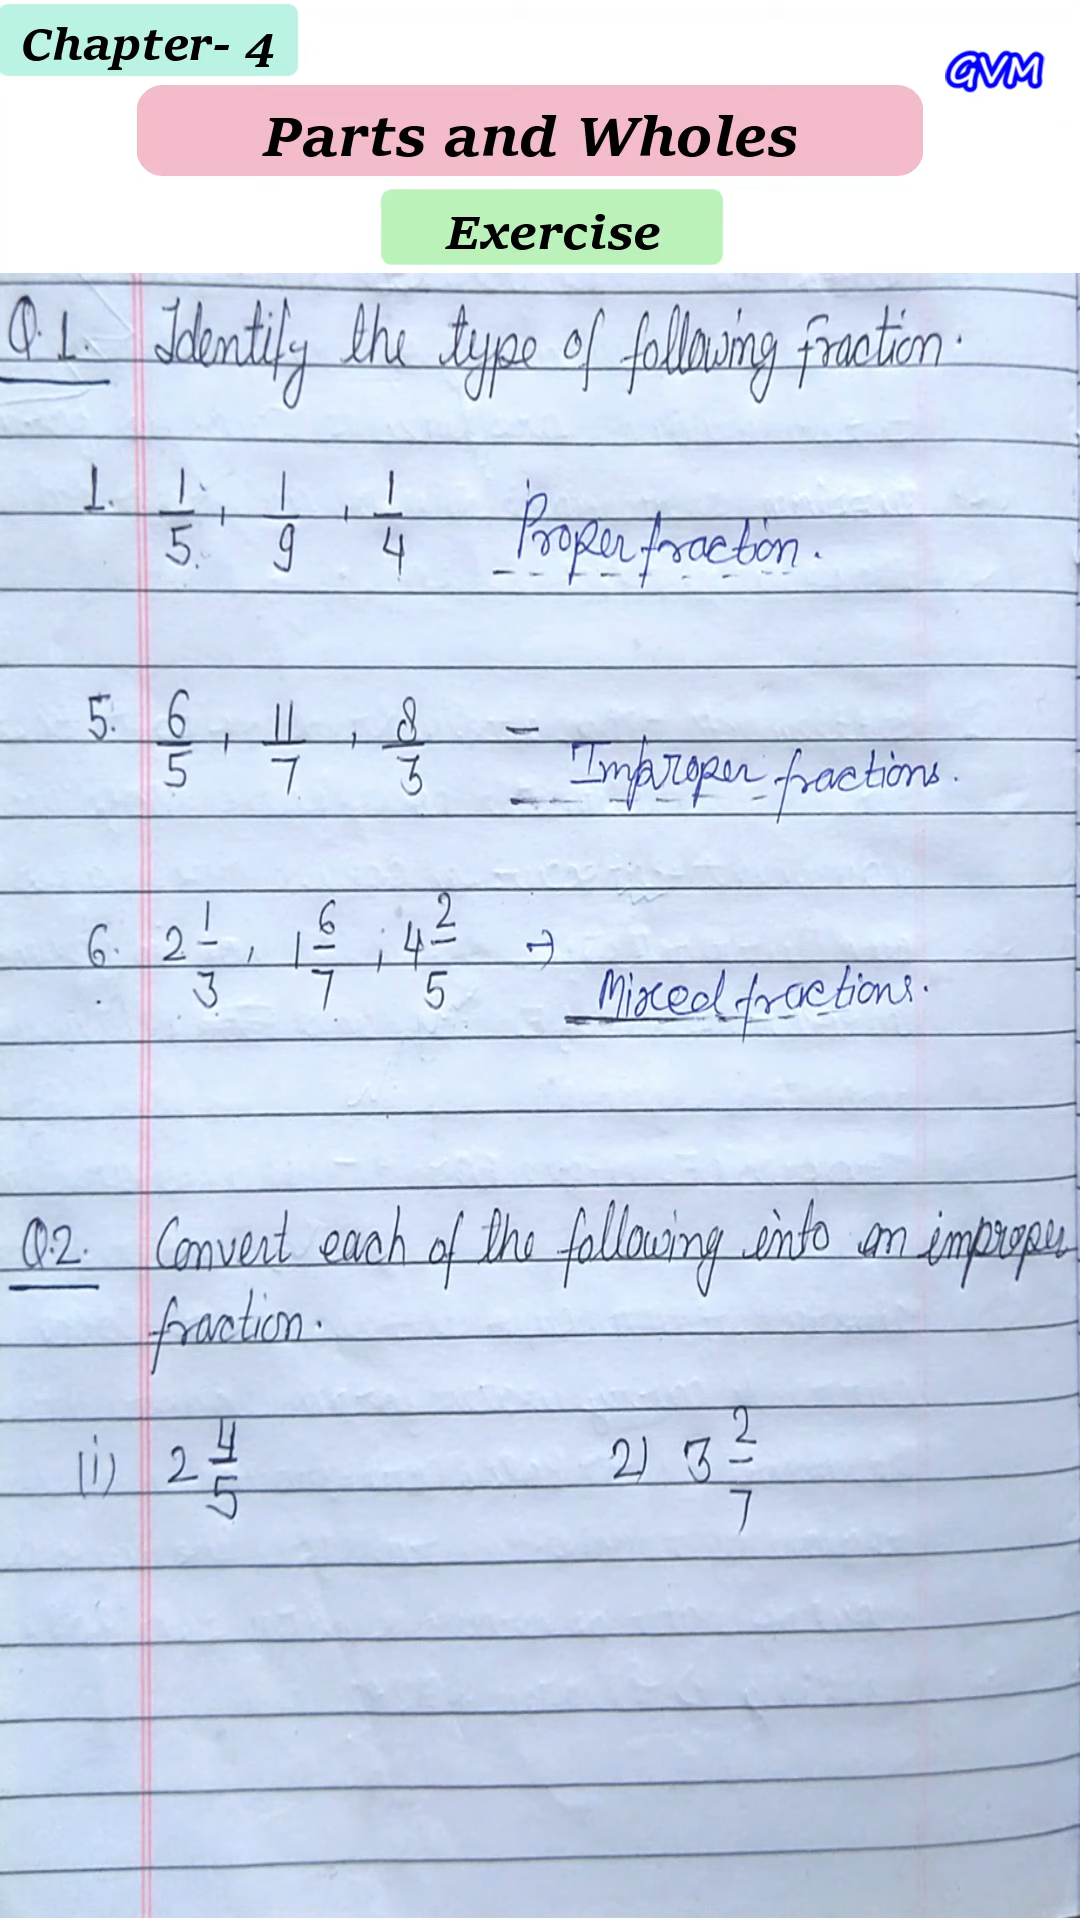 Chapter- 4
GVM
Parts and Wholes
Exercise
Q.1. Identify the type of following fraction.
1. 1/5, 1/9, 1/4 Proper fraction.
5. 6/5, 11/7, 8/3 – Improper fractions.
6. 2 1/3, 1 6/7; 4 2/5 → Mixed fractions.
Q.2. Convert each of the following into an improper
fraction.
(i) 2 4/5 2) 3 2/7